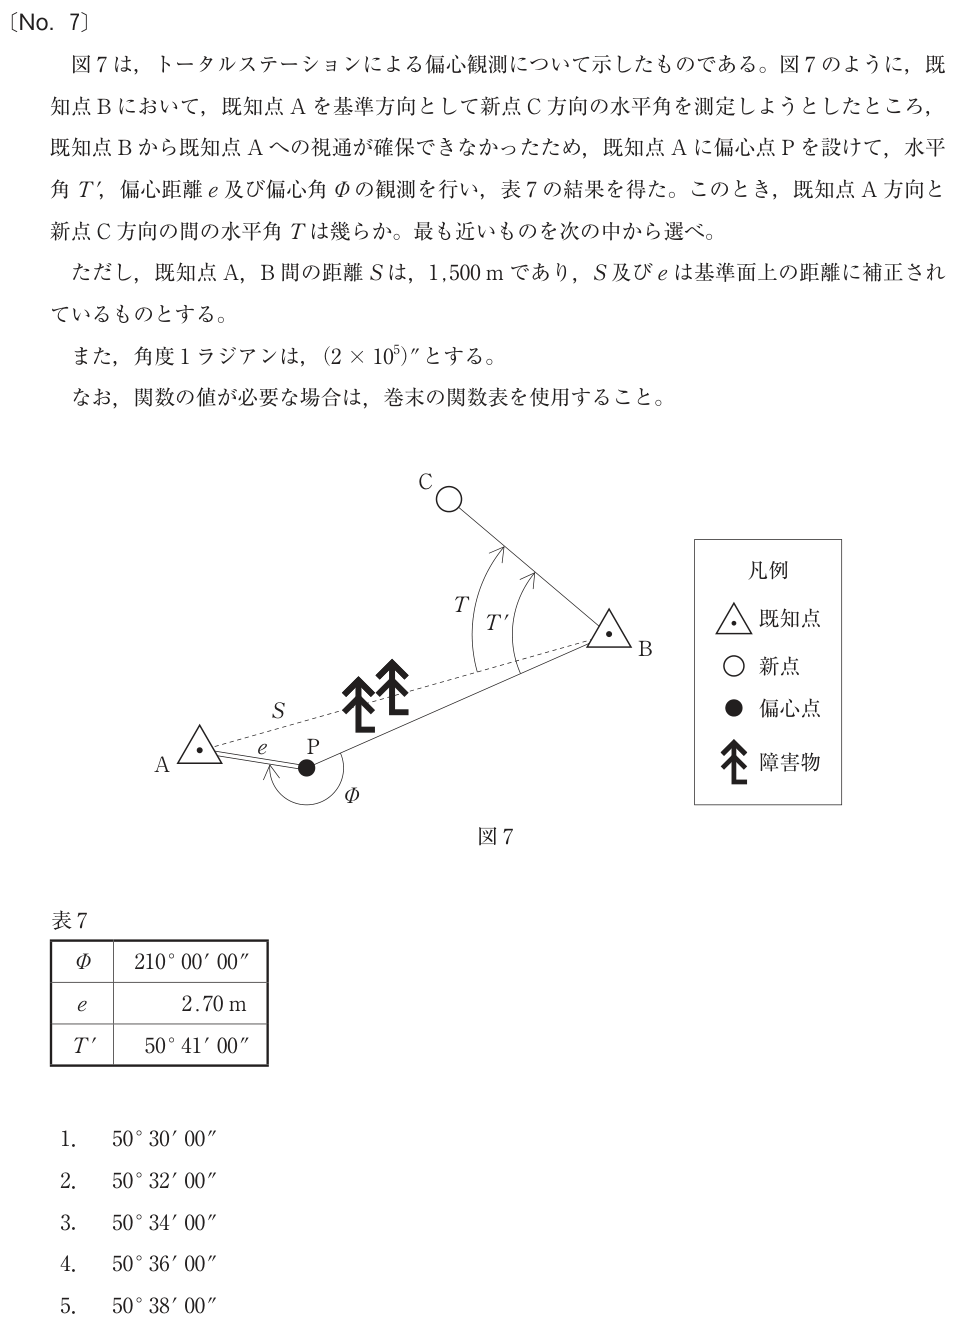 〔No. 7〕
図7は，トータルステーションによる偏心観測について示したものである。図7のように，既
知点Bにおいて，既知点Aを基準方向として新点C方向の水平角を測定しようとしたところ，
既知点Bから既知点Aへの視通が確保できなかったため，既知点Aに偏心点Pを設けて，水平
角T′，偏心距離e及び偏心角Φの観測を行い，表7の結果を得た。このとき，既知点A方向と
新点C方向の間の水平角Tは幾らか。最も近いものを次の中から選べ。
ただし，既知点A，B間の距離Sは，1,500 mであり，S及びeは基準面上の距離に補正され
ているものとする。
また，角度1ラジアンは，(2 × 10⁵)″とする。
なお，関数の値が必要な場合は，巻末の関数表を使用すること。
C
T
T′
B
S
e
P
A
Φ
凡例
既知点
新点
偏心点
障害物
図7
表7
Φ 210° 00′ 00″
e 2.70 m
T′ 50° 41′ 00″
1. 50° 30′ 00″
2. 50° 32′ 00″
3. 50° 34′ 00″
4. 50° 36′ 00″
5. 50° 38′ 00″